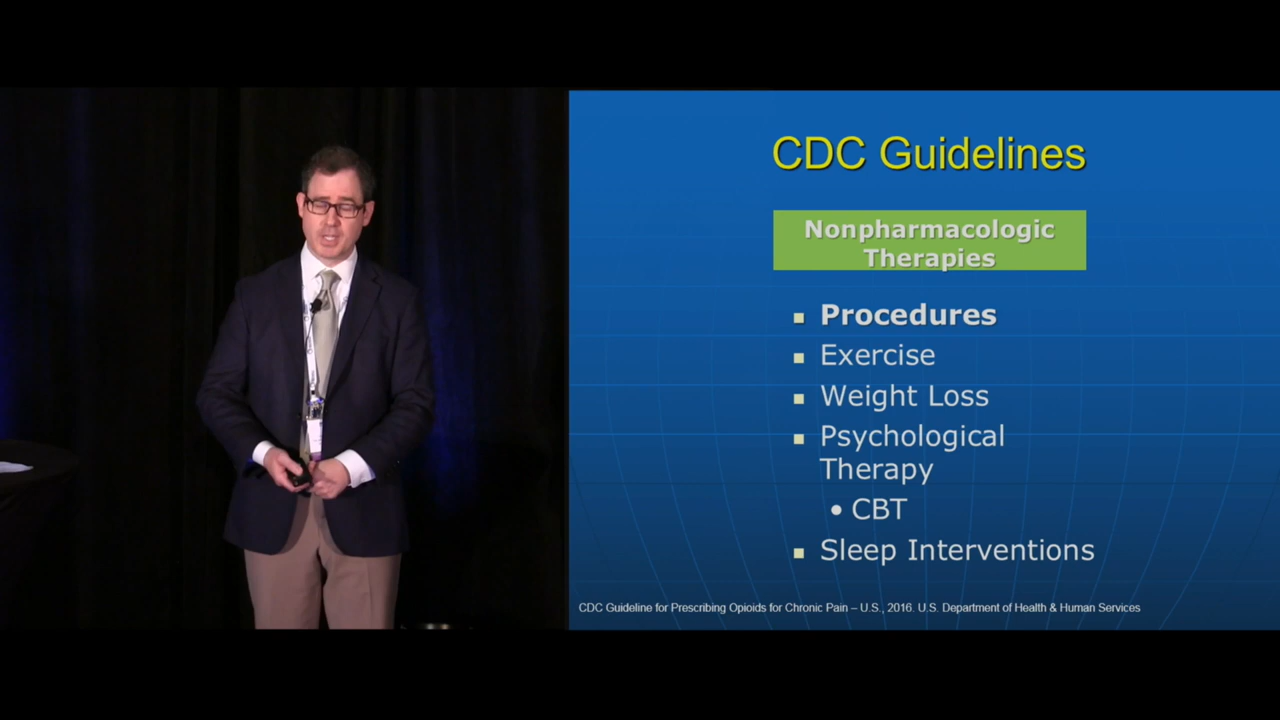 CDC Guidelines
Nonpharmacologic
Therapies
Procedures
Exercise
Weight Loss
Psychological
Therapy
• CBT
Sleep Interventions
CDC Guideline for Prescribing Opioids for Chronic Pain – U.S., 2016. U.S. Department of Health & Human Services